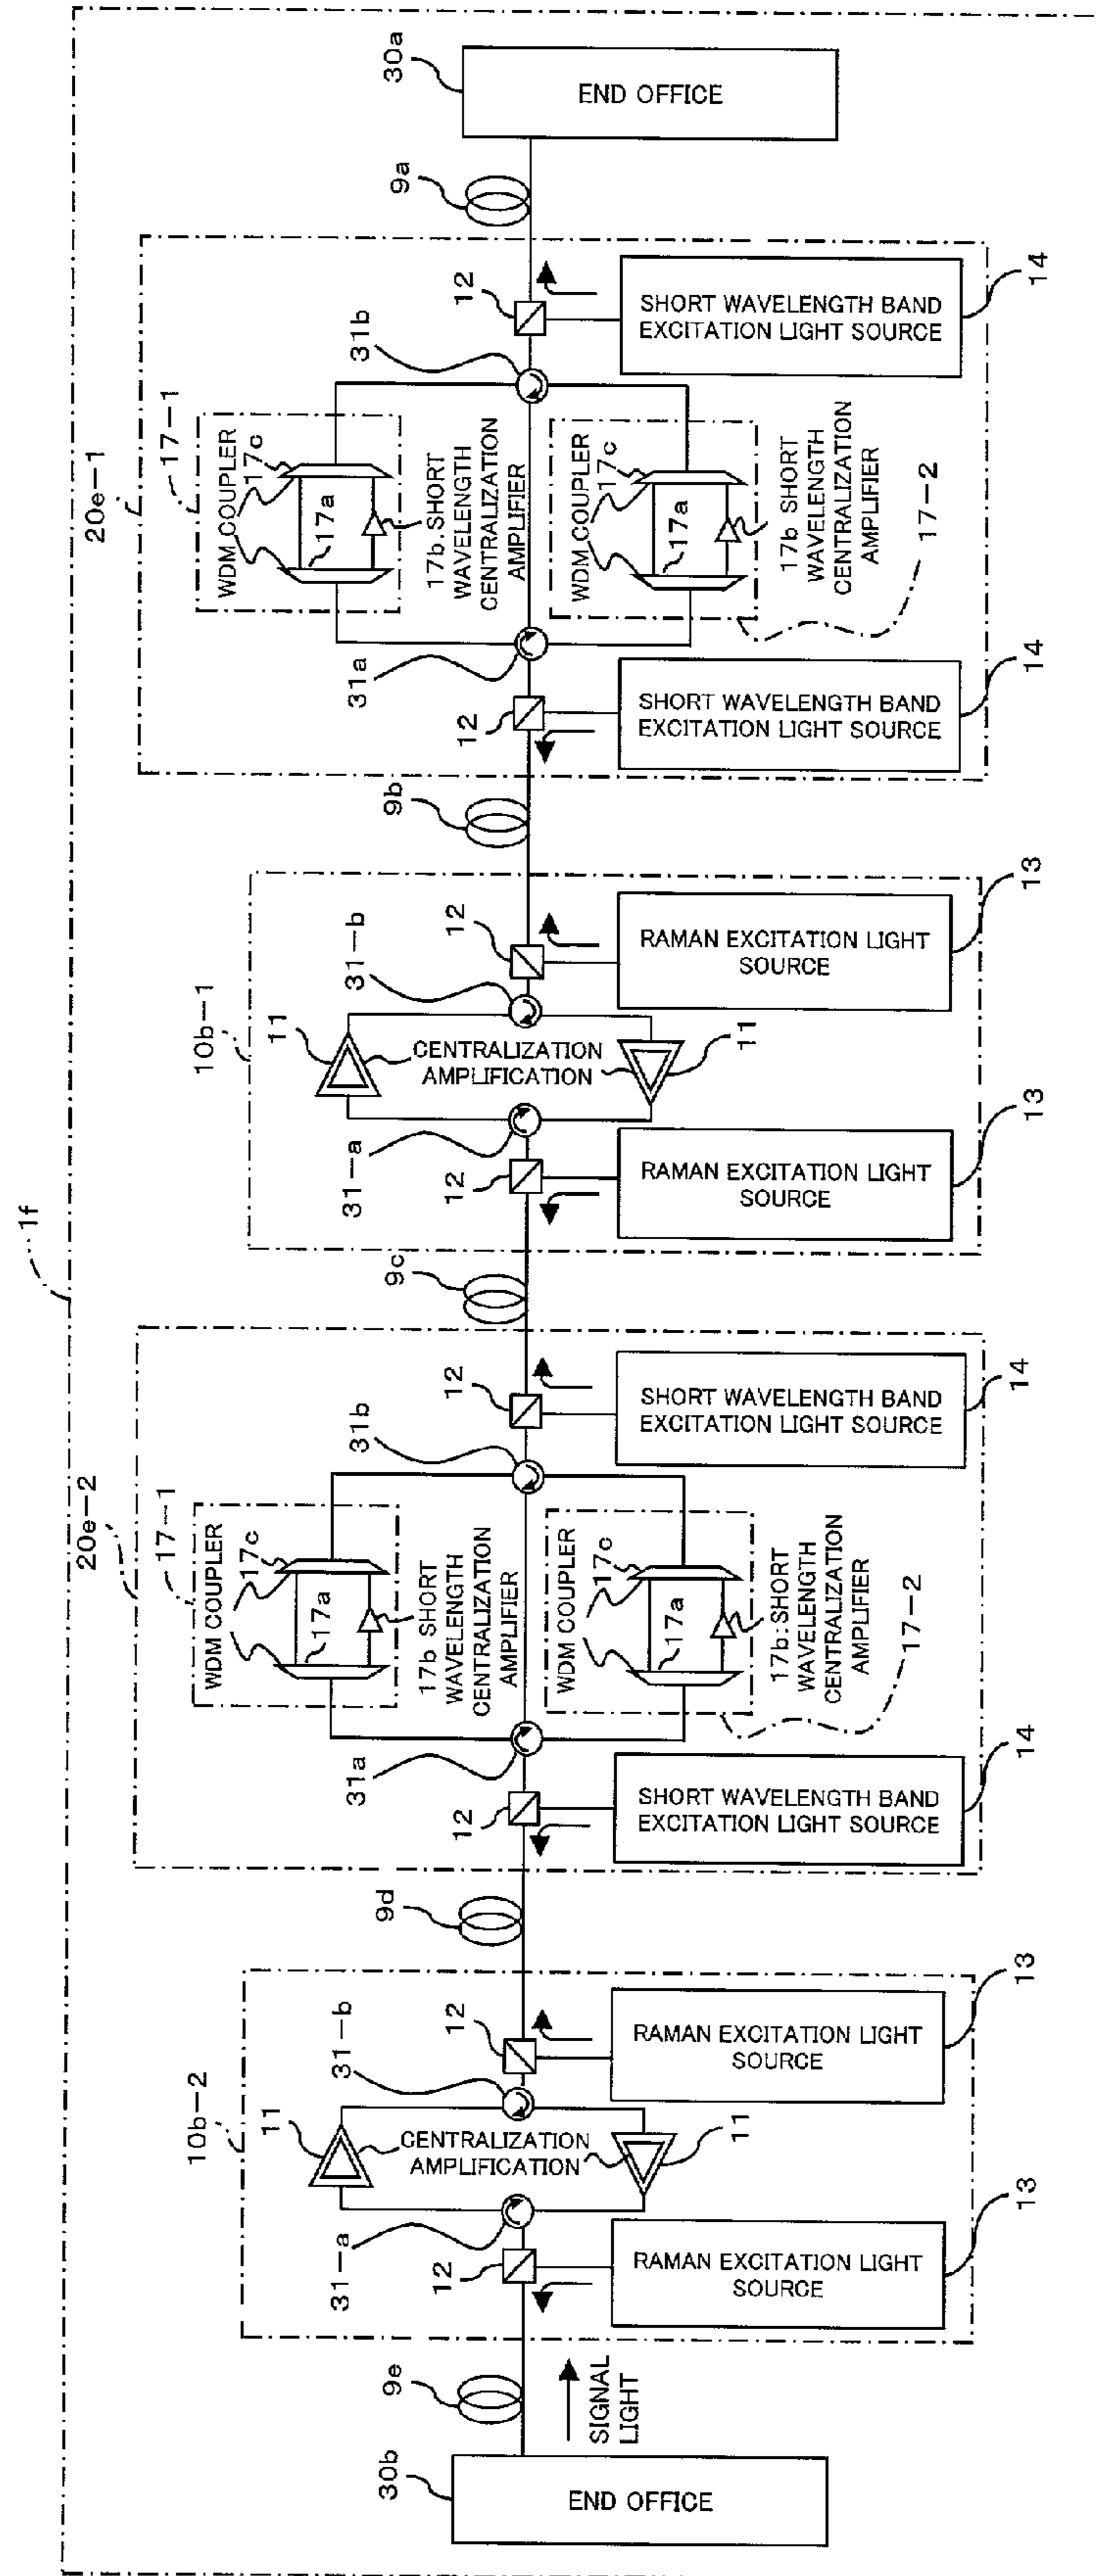 1f
30a
END OFFICE
9a
20e-1
17-1
WDM COUPLER
17c
17a
17b:SHORT
WAVELENGTH
CENTRALIZATION
AMPLIFIER
31b
12
SHORT WAVELENGTH BAND
EXCITATION LIGHT SOURCE
14
WDM COUPLER
17c
17a
17b SHORT
WAVELENGTH
CENTRALIZATION
AMPLIFIER
17-2
31a
12
SHORT WAVELENGTH BAND
EXCITATION LIGHT SOURCE
14
9b
10b-1
31-b
12
RAMAN EXCITATION LIGHT
SOURCE
13
11
CENTRALIZATION
AMPLIFICATION
11
31-a
12
RAMAN EXCITATION LIGHT
SOURCE
13
9c
20e-2
17-1
WDM COUPLER
17c
17a
17b SHORT
WAVELENGTH
CENTRALIZATION
AMPLIFIER
31b
12
SHORT WAVELENGTH BAND
EXCITATION LIGHT SOURCE
14
WDM COUPLER
17c
17a
17b:SHORT
WAVELENGTH
CENTRALIZATION
AMPLIFIER
17-2
31a
12
SHORT WAVELENGTH BAND
EXCITATION LIGHT SOURCE
14
9d
10b-2
31-b
12
RAMAN EXCITATION LIGHT
SOURCE
13
11
CENTRALIZATION
AMPLIFICATION
11
31-a
12
RAMAN EXCITATION LIGHT
SOURCE
13
9e
SIGNAL
LIGHT
30b
END OFFICE